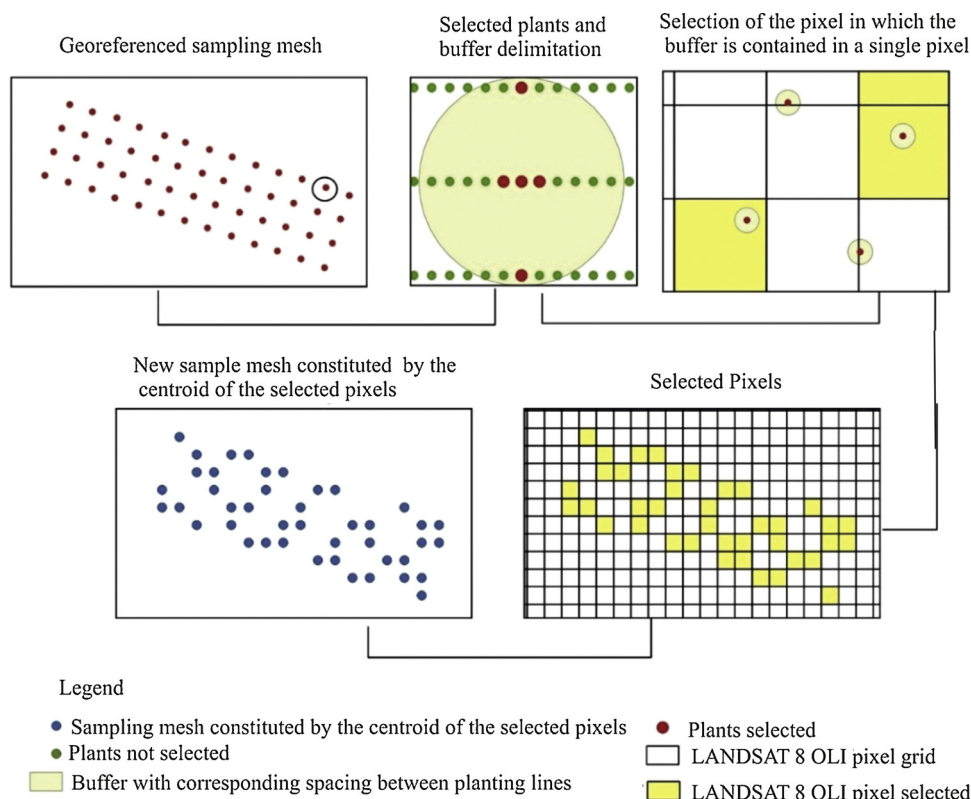 Georeferenced sampling mesh
Selected plants and
buffer delimitation
Selection of the pixel in which the
buffer is contained in a single pixel
New sample mesh constituted by the
centroid of the selected pixels
Selected Pixels
Legend
Sampling mesh constituted by the centroid of the selected pixels
Plants not selected
Buffer with corresponding spacing between planting lines
Plants selected
LANDSAT 8 OLI pixel grid
LANDSAT 8 OLI pixel selected